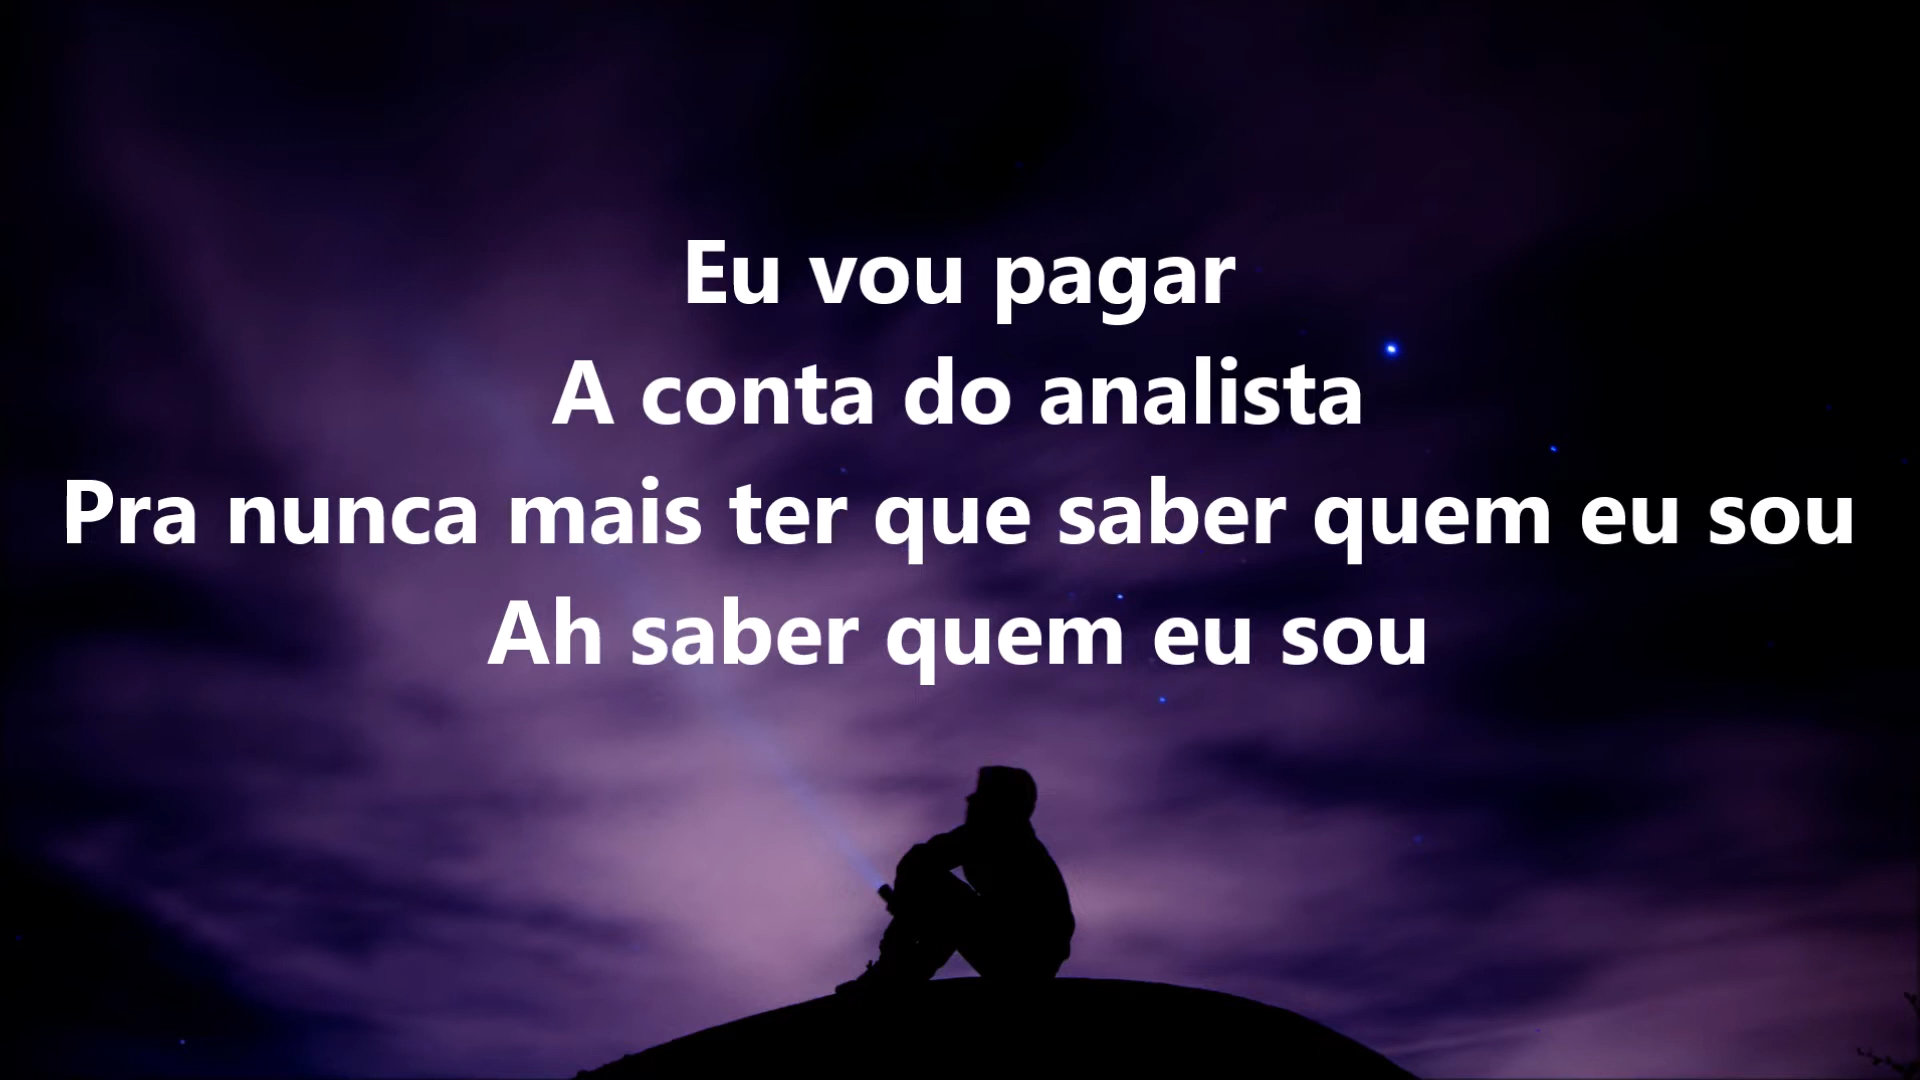 Eu vou pagar
A conta do analista
Pra nunca mais ter que saber quem eu sou
Ah saber quem eu sou